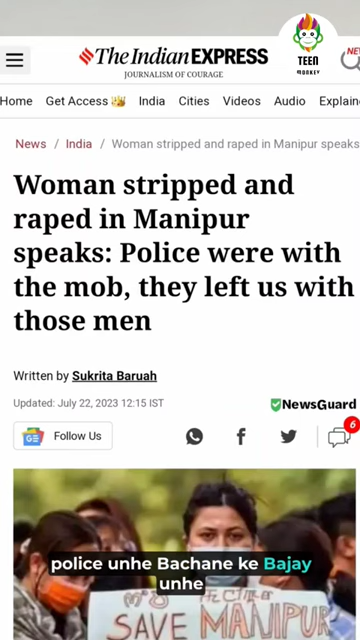 The Indian EXPRESS
JOURNALISM OF COURAGE
TEEN
MONKEY
NE
Home Get Access India Cities Videos Audio Explain
News / India / Woman stripped and raped in Manipur speaks
Woman stripped and
raped in Manipur
speaks: Police were with
the mob, they left us with
those men
Written by Sukrita Baruah
Updated: July 22, 2023 12:15 IST
NewsGuard
Follow Us
6
police unhe Bachane ke Bajay
unhe
SAVE MANIPUR